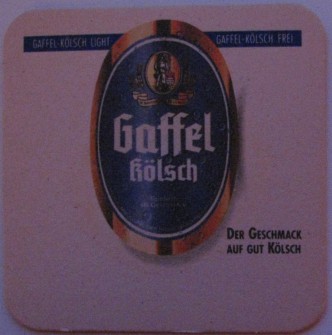 GAFFEL-KÖLSCH LIGHT
GAFFEL-KÖLSCH FREI
Gaffel
Kölsch
DER GESCHMACK
AUF GUT KÖLSCH